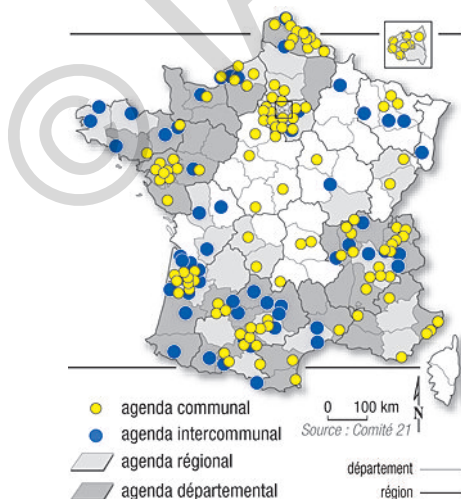 ©
agenda communal
agenda intercommunal
agenda régional
agenda départemental
0 100 km
N
Source : Comité 21
département
région